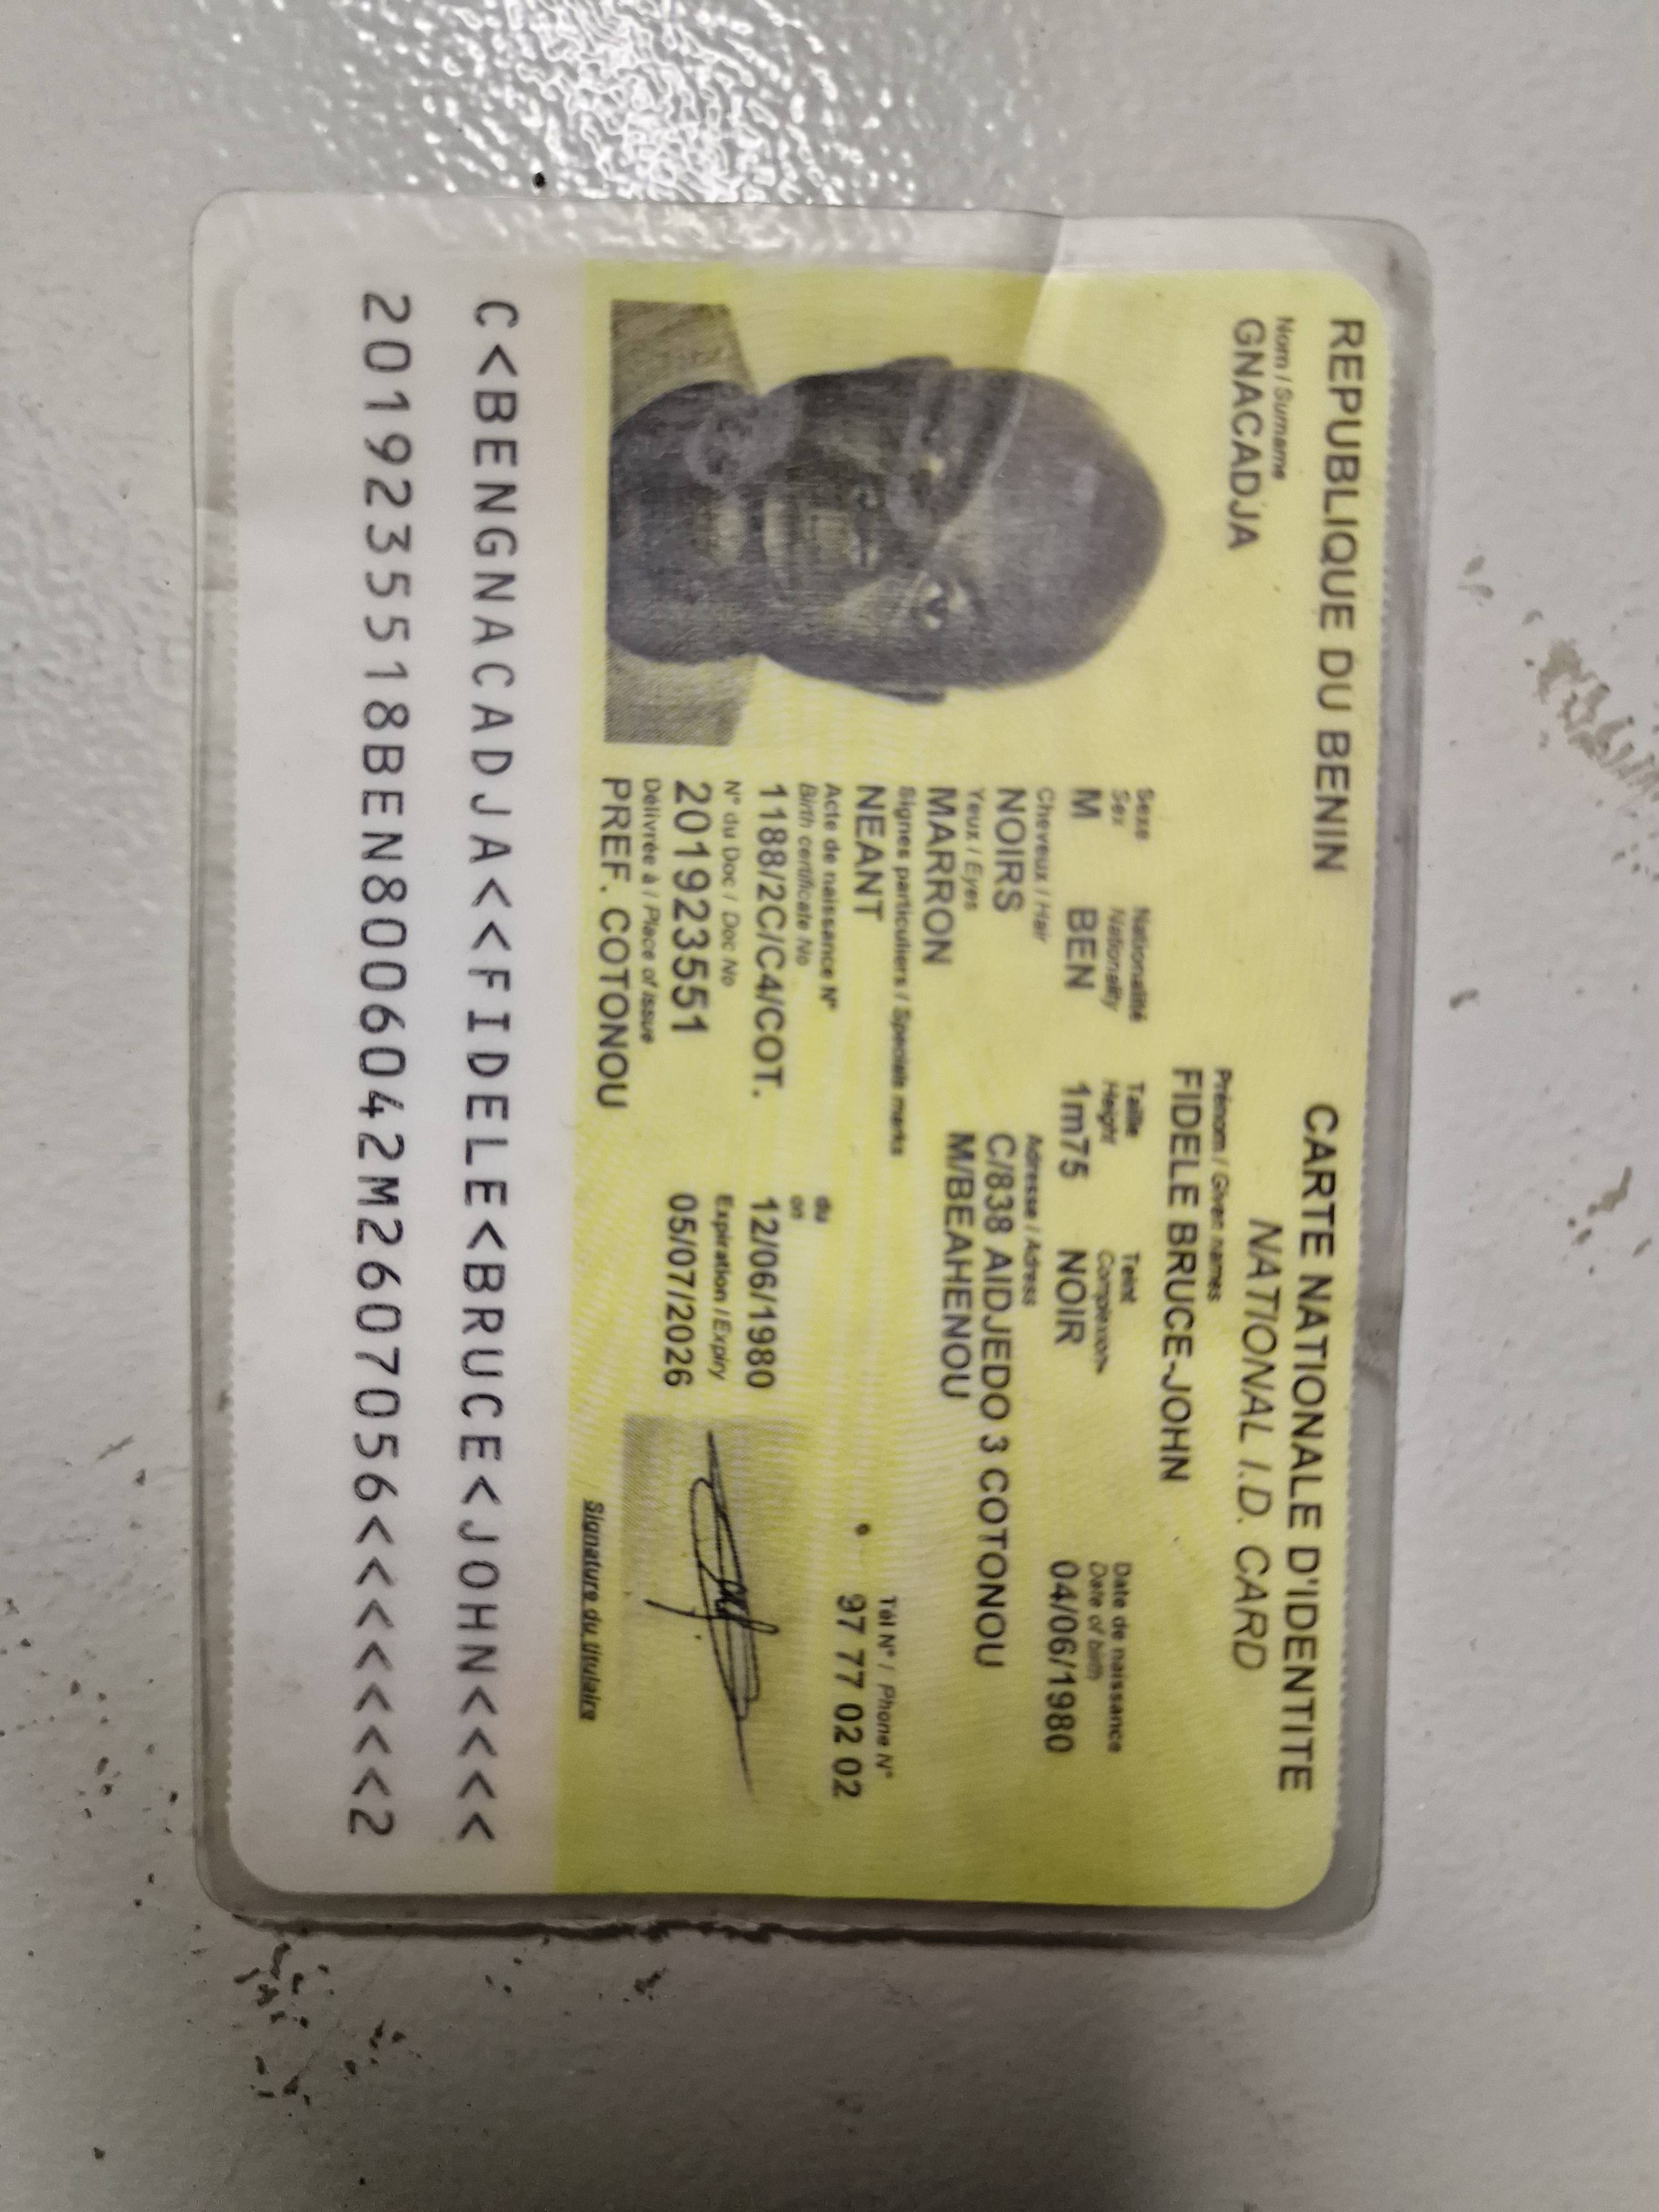 REPUBLIQUE DU BENIN
CARTE NATIONALE D'IDENTITE
NATIONAL I.D. CARD
Nom / Surname
GNACADJA
Prénom / Given names
FIDELE BRUCE-JOHN
Sexe Nationalité Taille Teint Date de naissance
Sex Nationality Height Complexion Date of birth
M BEN 1m75 NOIR 04/06/1980
Cheveux / Hair
NOIRS
Adresse / Adress
C/838 AIDJEDO 3 COTONOU
M/BEAHENOU
Yeux / Eyes
MARRON
Signes particuliers / Speciale marks
NEANT
Tél N° / Phone N°
97 77 02 02
Acte de naissance N° du
Birth certificate No on
1188/2C/C4/COT. 12/06/1980
N° du Doc / Doc No Expiration / Expiry
201923551 05/07/2026
Délivrée à / Place of issue
PREF. COTONOU
Signature du titulaire
C<BENGNACADJA<<FIDELE<BRUCE<JOHN<<<<
2019235518BEN8006042M2607056<<<<<<<2